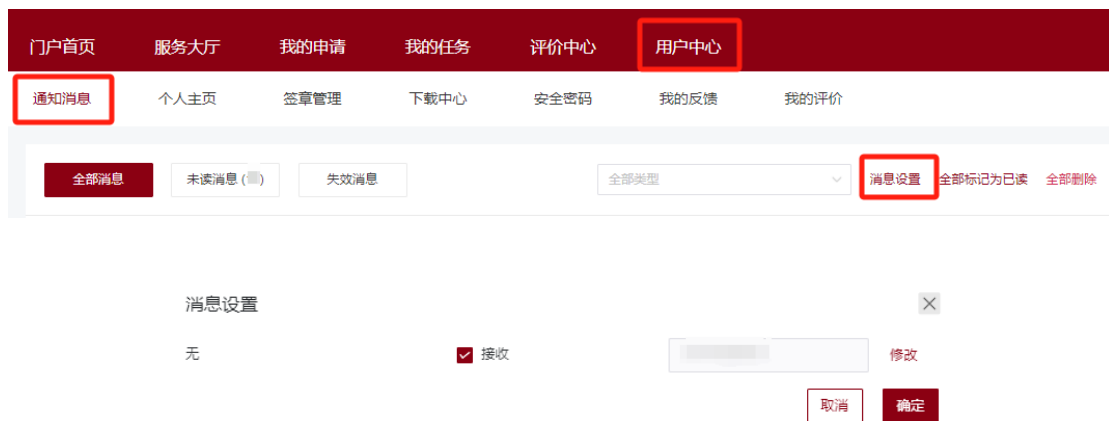 门户首页 服务大厅 我的申请 我的任务 评价中心 用户中心
通知消息 个人主页 签章管理 下载中心 安全密码 我的反馈 我的评价
全部消息 未读消息 ( ) 失效消息 全部类型 消息设置 全部标记为已读 全部删除
消息设置
无 接收 修改
取消 确定